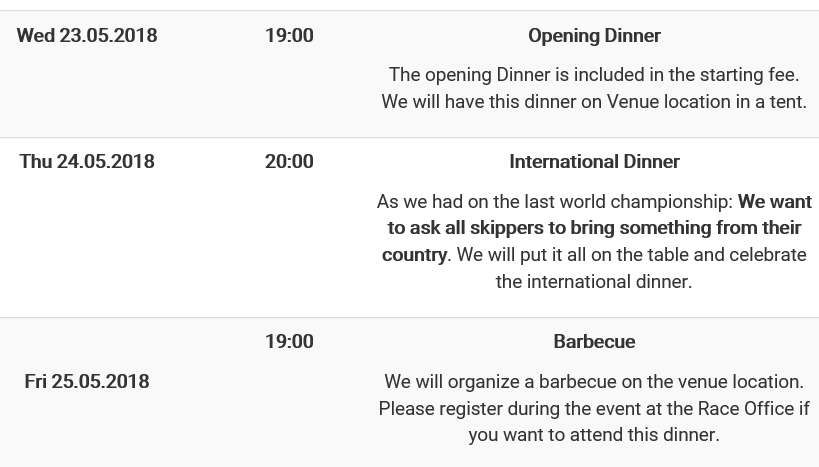 Wed 23.05.2018 19:00 Opening Dinner
The opening Dinner is included in the starting fee.
We will have this dinner on Venue location in a tent.
Thu 24.05.2018 20:00 International Dinner
As we had on the last world championship: We want
to ask all skippers to bring something from their
country. We will put it all on the table and celebrate
the international dinner.
19:00 Barbecue
Fri 25.05.2018 We will organize a barbecue on the venue location.
Please register during the event at the Race Office if
you want to attend this dinner.